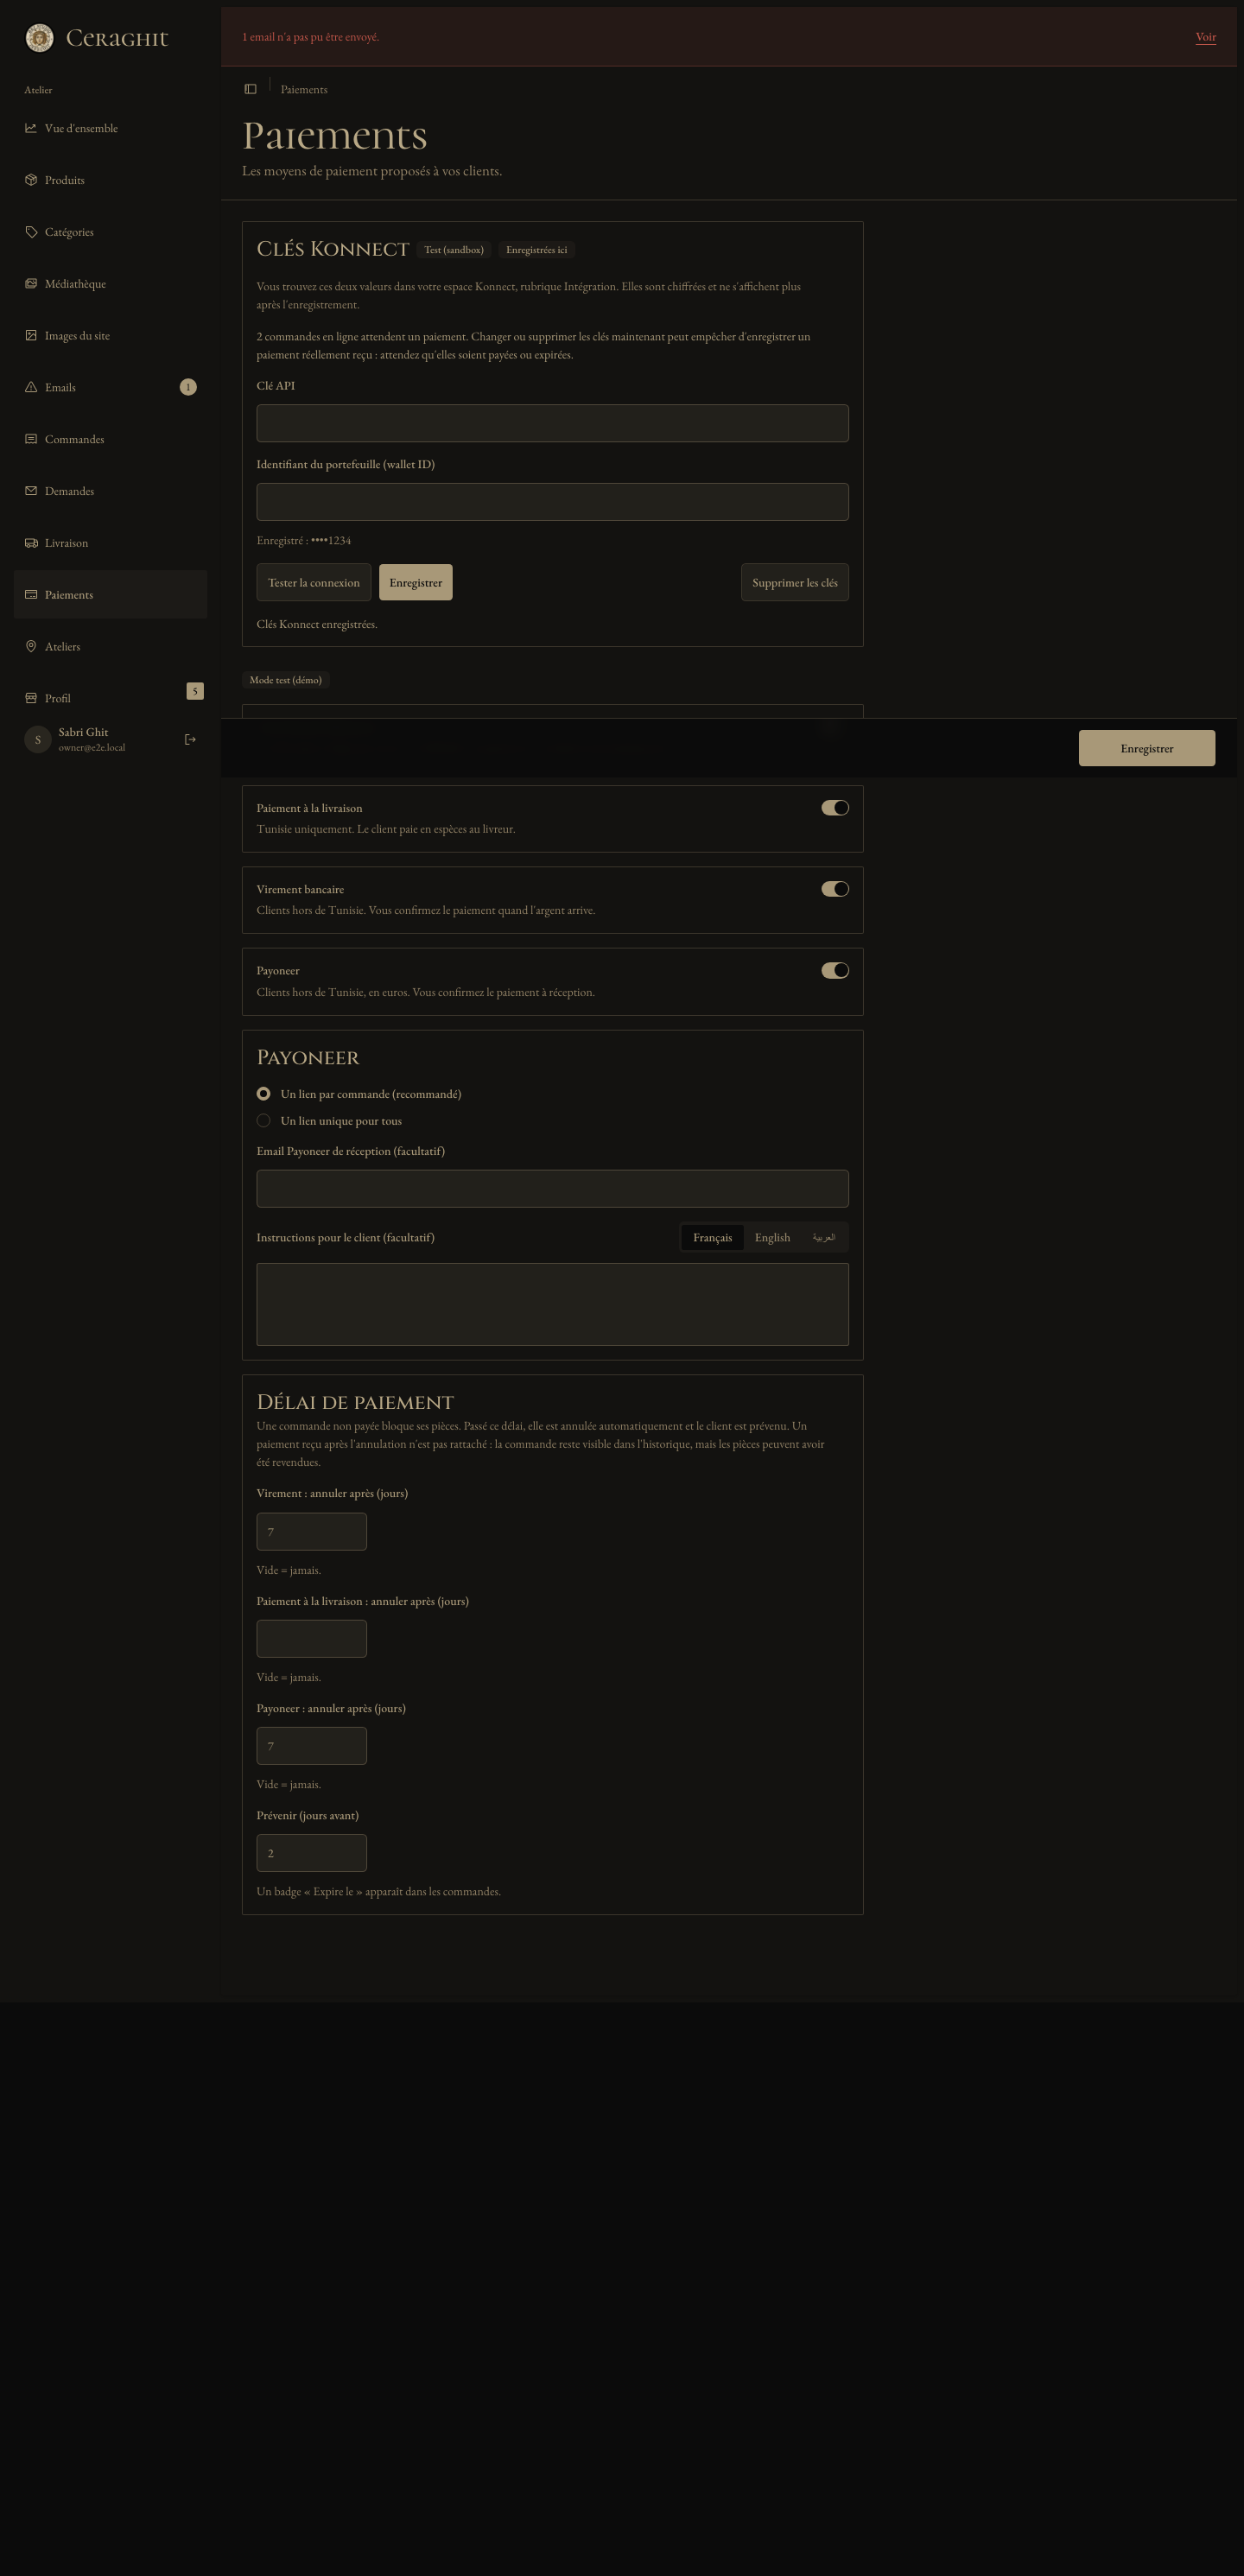 Ceraghit
Atelier
Vue d'ensemble
Produits
Catégories
Médiathèque
Images du site
Emails
1
Commandes
Demandes
Livraison
Paiements
Ateliers
Profil
5
S
Sabri Ghit
owner@e2e.local
1 email n'a pas pu être envoyé.
Voir
Paiements
Paiements
Les moyens de paiement proposés à vos clients.
Clés Konnect
Test (sandbox)
Enregistrées ici
Vous trouvez ces deux valeurs dans votre espace Konnect, rubrique Intégration. Elles sont chiffrées et ne s'affichent plus
après l'enregistrement.
2 commandes en ligne attendent un paiement. Changer ou supprimer les clés maintenant peut empêcher d'enregistrer un
paiement réellement reçu : attendez qu'elles soient payées ou expirées.
Clé API
Identifiant du portefeuille (wallet ID)
Enregistré : ••••1234
Tester la connexion
Enregistrer
Supprimer les clés
Clés Konnect enregistrées.
Mode test (démo)
Enregistrer
Paiement à la livraison
Tunisie uniquement. Le client paie en espèces au livreur.
Virement bancaire
Clients hors de Tunisie. Vous confirmez le paiement quand l'argent arrive.
Payoneer
Clients hors de Tunisie, en euros. Vous confirmez le paiement à réception.
Payoneer
Un lien par commande (recommandé)
Un lien unique pour tous
Email Payoneer de réception (facultatif)
Instructions pour le client (facultatif)
Français
English
العربية
Délai de paiement
Une commande non payée bloque ses pièces. Passé ce délai, elle est annulée automatiquement et le client est prévenu. Un
paiement reçu après l'annulation n'est pas rattaché : la commande reste visible dans l'historique, mais les pièces peuvent avoir
été revendues.
Virement : annuler après (jours)
7
Vide = jamais.
Paiement à la livraison : annuler après (jours)
Vide = jamais.
Payoneer : annuler après (jours)
7
Vide = jamais.
Prévenir (jours avant)
2
Un badge « Expire le » apparaît dans les commandes.